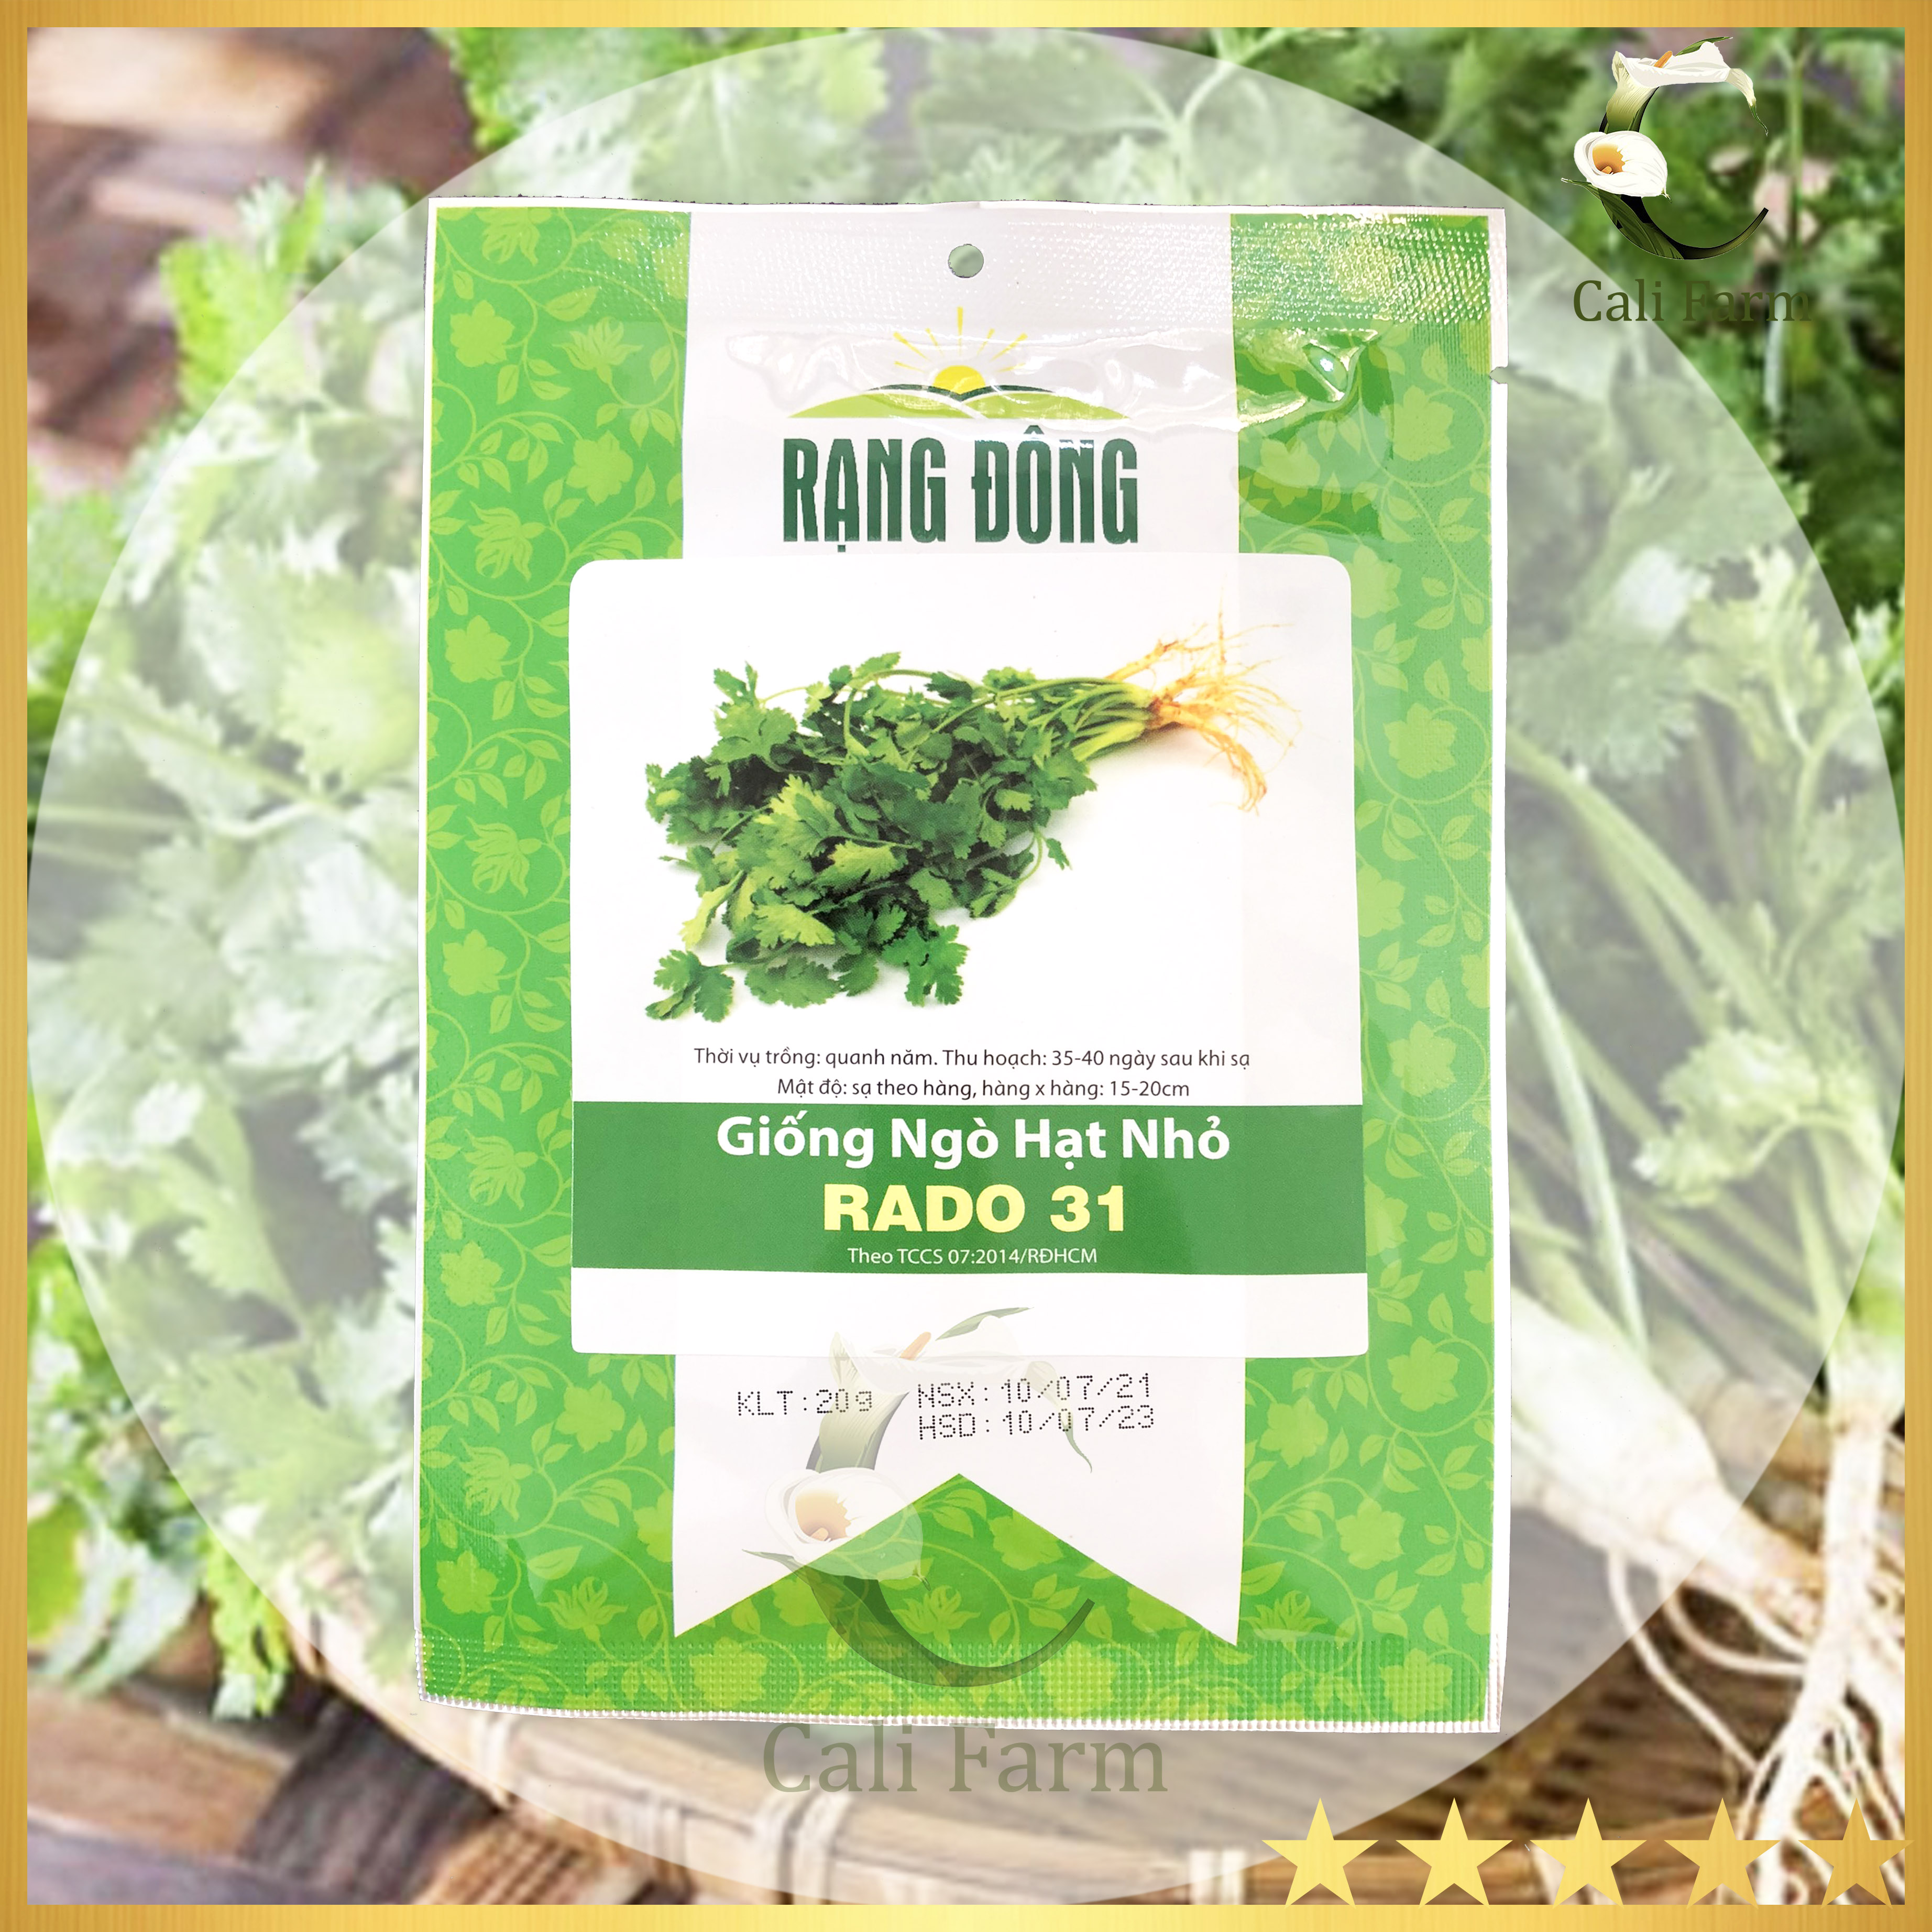 Cali Farm
RẠNG ĐÔNG
Thời vụ trồng: quanh năm. Thu hoạch: 35-40 ngày sau khi sạ
Mật độ: sạ theo hàng, hàng x hàng: 15-20cm
Giống Ngò Hạt Nhỏ
RADO 31
Theo TCCS 07:2014/RĐHCM
KLT:20g NSX: 10/07/21
HSD: 10/07/23
Cali Farm